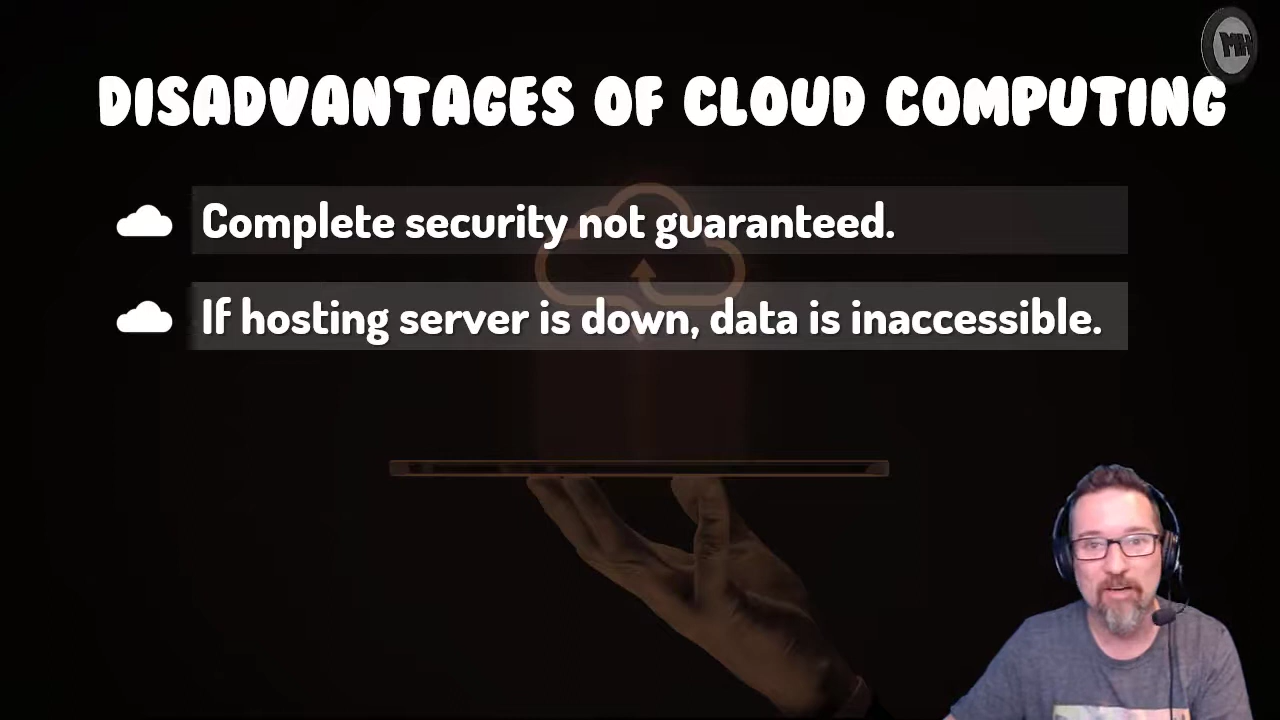 DISADVANTAGES OF CLOUD COMPUTING
Complete security not guaranteed.
If hosting server is down, data is inaccessible.